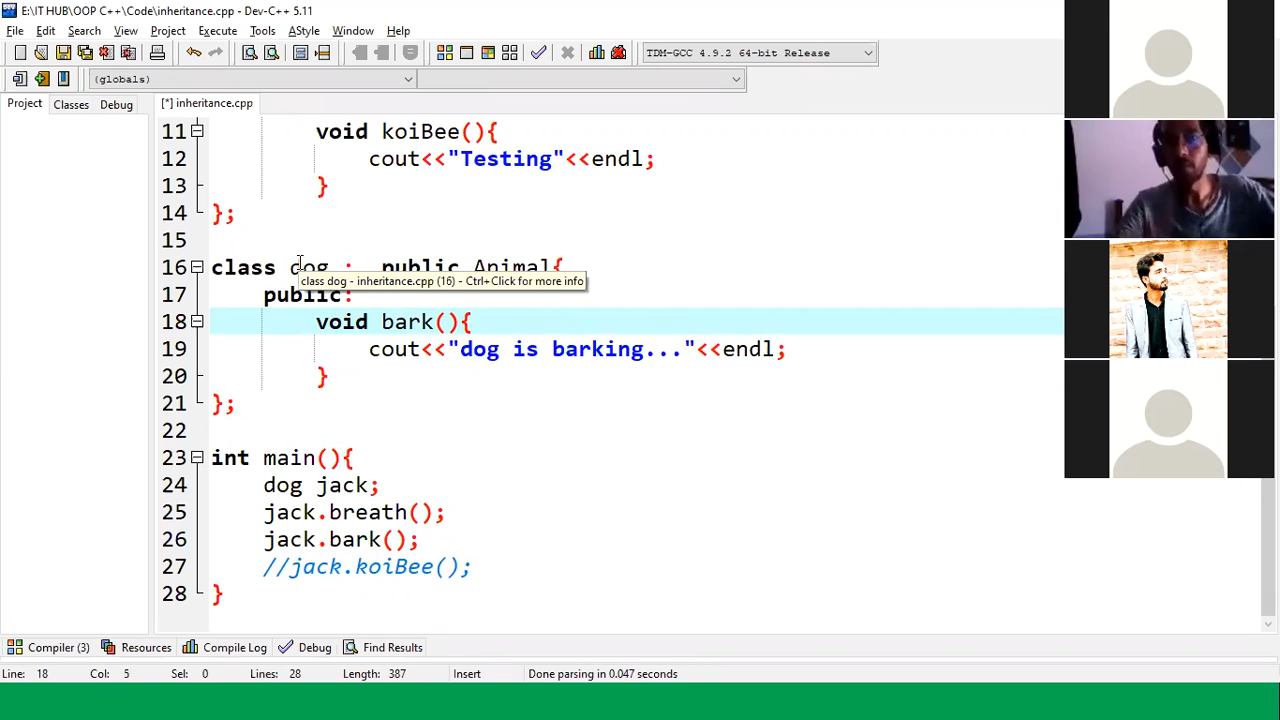 E:\IT HUB\OOP C++\Code\inheritance.cpp - Dev-C++ 5.11
File Edit Search View Project Execute Tools AStyle Window Help
TDM-GCC 4.9.2 64-bit Release
(globals)
Project Classes Debug [*] inheritance.cpp
11 void koiBee(){
12 cout<<"Testing"<<endl;
13 }
14 };
15
16 class dog : public Animal{
class dog - inheritance.cpp (16) - Ctrl+Click for more info
17 public:
18 void bark(){
19 cout<<"dog is barking..."<<endl;
20 }
21 };
22
23 int main(){
24 dog jack;
25 jack.breath();
26 jack.bark();
27 //jack.koiBee();
28 }
Compiler (3) Resources Compile Log Debug Find Results
Line: 18 Col: 5 Sel: 0 Lines: 28 Length: 387 Insert Done parsing in 0.047 seconds